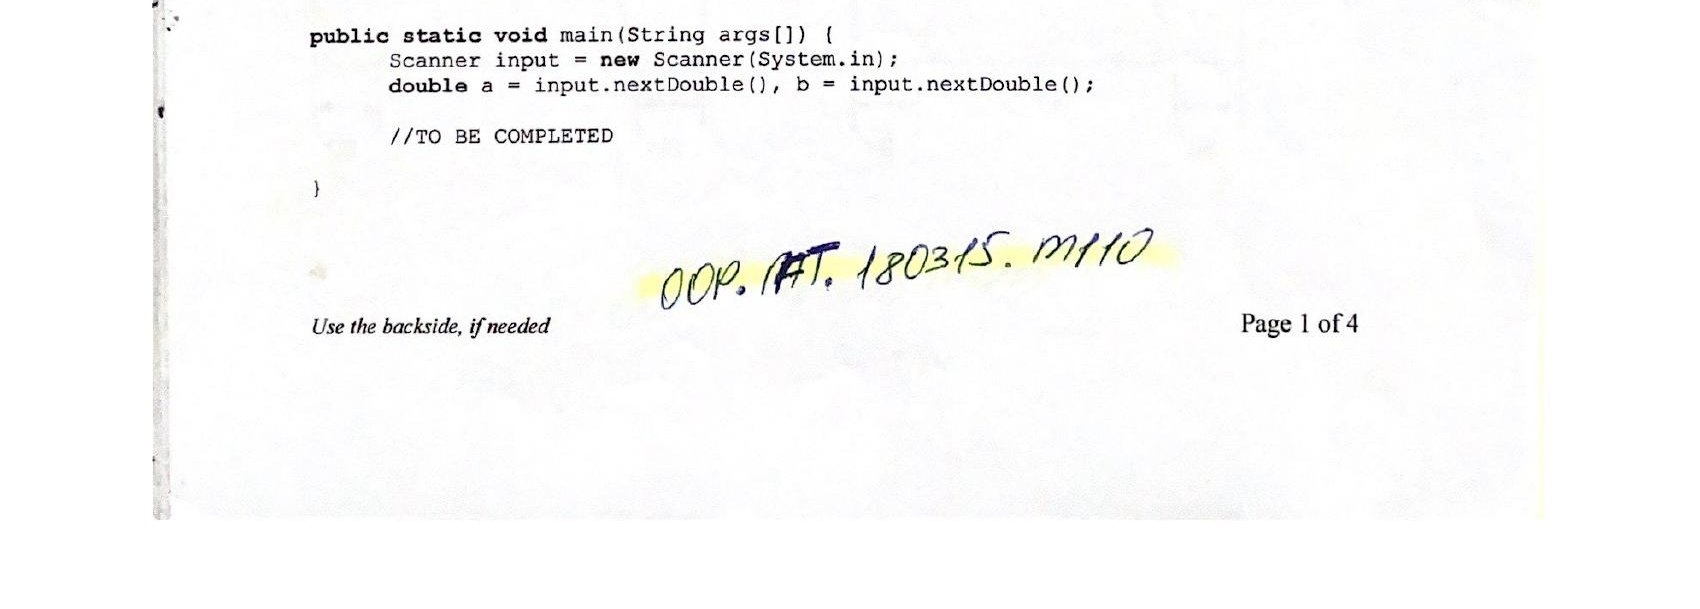 public static void main(String args[]) {
Scanner input = new Scanner(System.in);
double a = input.nextDouble(), b = input.nextDouble();
//TO BE COMPLETED
}
OOP. 180315. M110
Use the backside, if needed
Page 1 of 4